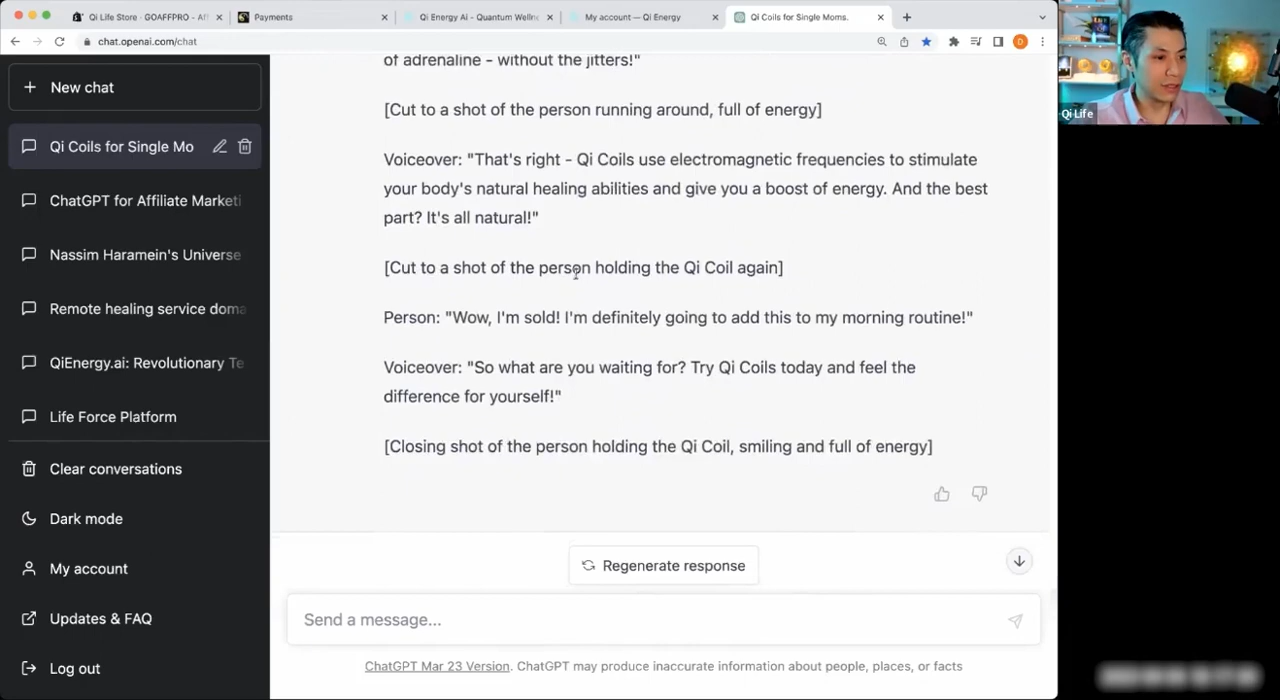 Qi Life Store - GOAFFPRO - Af
Payments
Qi Energy Ai - Quantum Wellne
My account — Qi Energy
Qi Coils for Single Moms.
chat.openai.com/chat
D
New chat
Qi Coils for Single Mo
ChatGPT for Affiliate Marketi
Nassim Haramein's Universe
Remote healing service doma
QiEnergy.ai: Revolutionary Te
Life Force Platform
Clear conversations
Dark mode
My account
Updates & FAQ
Log out
of adrenaline - without the jitters!"
[Cut to a shot of the person running around, full of energy]
Voiceover: "That's right - Qi Coils use electromagnetic frequencies to stimulate
your body's natural healing abilities and give you a boost of energy. And the best
part? It's all natural!"
[Cut to a shot of the person holding the Qi Coil again]
Person: "Wow, I'm sold! I'm definitely going to add this to my morning routine!"
Voiceover: "So what are you waiting for? Try Qi Coils today and feel the
difference for yourself!"
[Closing shot of the person holding the Qi Coil, smiling and full of energy]
Regenerate response
Send a message...
ChatGPT Mar 23 Version. ChatGPT may produce inaccurate information about people, places, or facts
Qi Life